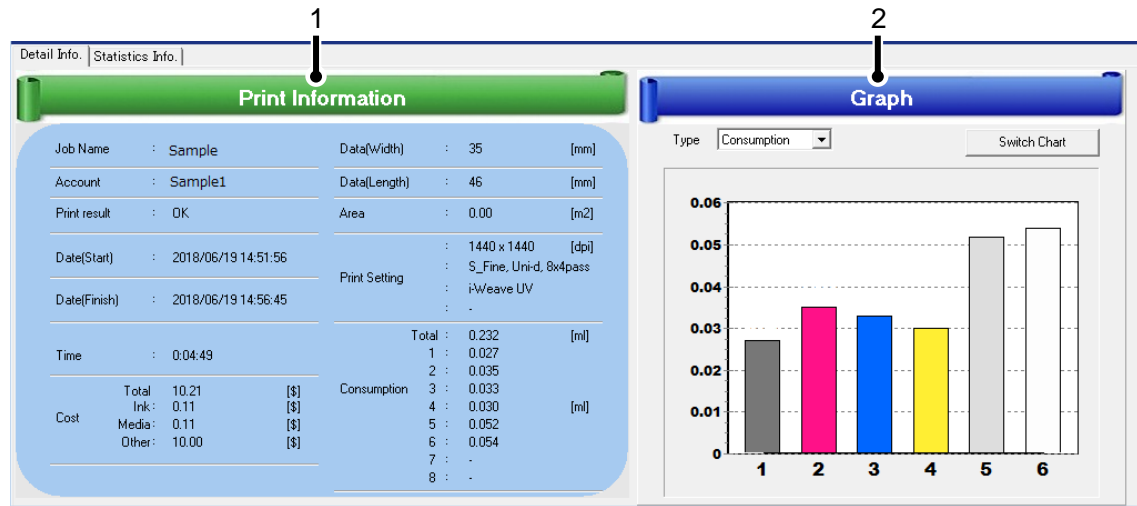 1
2
Detail Info.
Statistics Info.
Print Information
Job Name : Sample
Account : Sample1
Print result : OK
Date(Start) : 2018/06/19 14:51:56
Date(Finish) : 2018/06/19 14:56:45
Time : 0:04:49
Cost
Total 10.21 [$]
Ink : 0.11 [$]
Media : 0.11 [$]
Other : 10.00 [$]
Data(Width) : 35 [mm]
Data(Length) : 46 [mm]
Area : 0.00 [m2]
Print Setting
: 1440 x 1440 [dpi]
: S_Fine, Uni-d, 8x4pass
: i-Weave UV
: -
Consumption
Total : 0.232 [ml]
1 : 0.027
2 : 0.035
3 : 0.033
4 : 0.030 [ml]
5 : 0.052
6 : 0.054
7 : -
8 : -
Graph
Type Consumption
Switch Chart
0.06
0.05
0.04
0.03
0.02
0.01
0
1 2 3 4 5 6